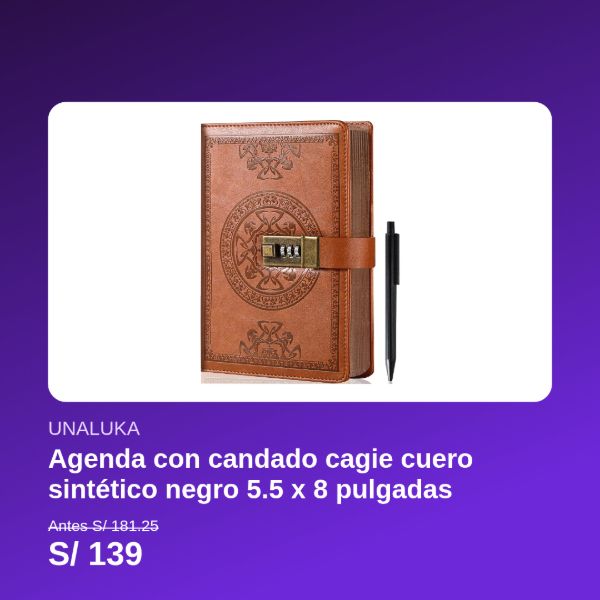 UNALUKA
Agenda con candado cagie cuero
sintético negro 5.5 x 8 pulgadas
Antes S/ 181.25
S/ 139